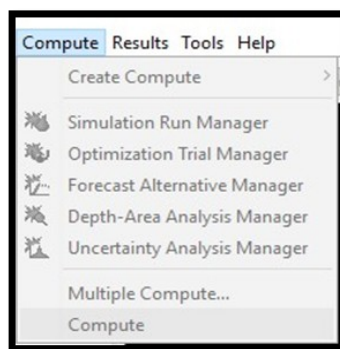 Compute Results Tools Help
Create Compute >
Simulation Run Manager
Optimization Trial Manager
Forecast Alternative Manager
Depth-Area Analysis Manager
Uncertainty Analysis Manager
Multiple Compute...
Compute